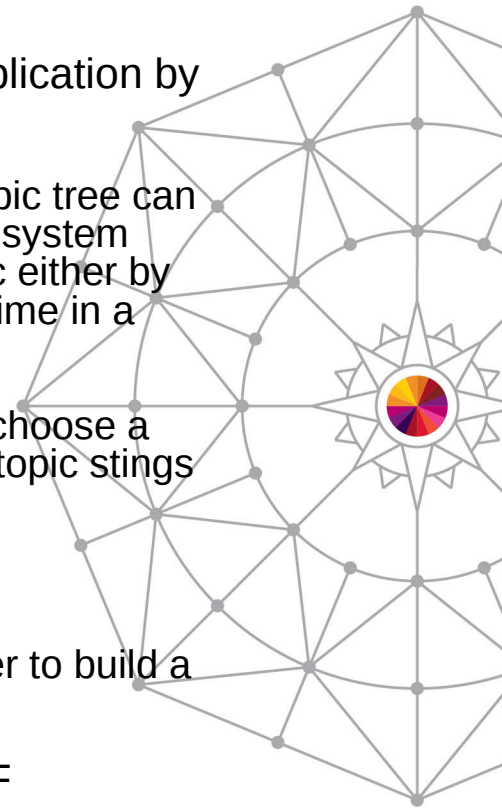 plication by
pic tree can
system
c either by
ime in a
choose a
topic stings
er to build a
F